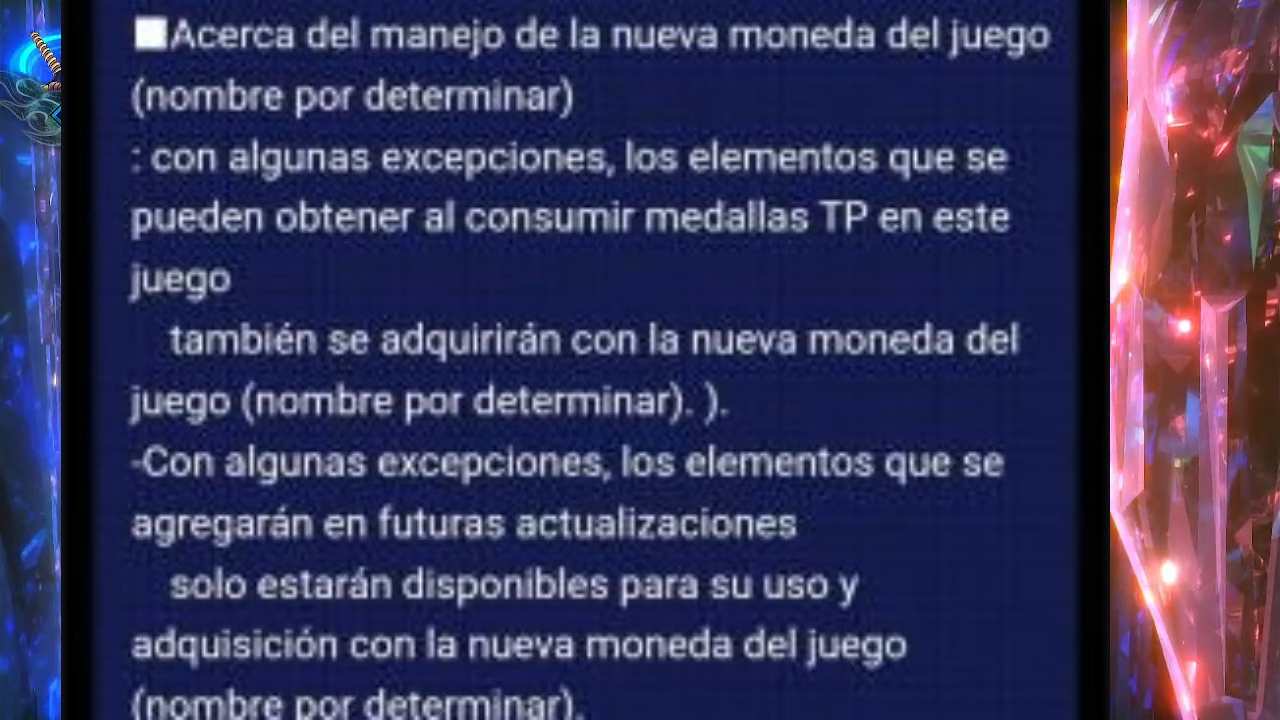 ■Acerca del manejo de la nueva moneda del juego
(nombre por determinar)
: con algunas excepciones, los elementos que se
pueden obtener al consumir medallas TP en este
juego
también se adquirirán con la nueva moneda del
juego (nombre por determinar). ).
-Con algunas excepciones, los elementos que se
agregarán en futuras actualizaciones
solo estarán disponibles para su uso y
adquisición con la nueva moneda del juego
(nombre por determinar).